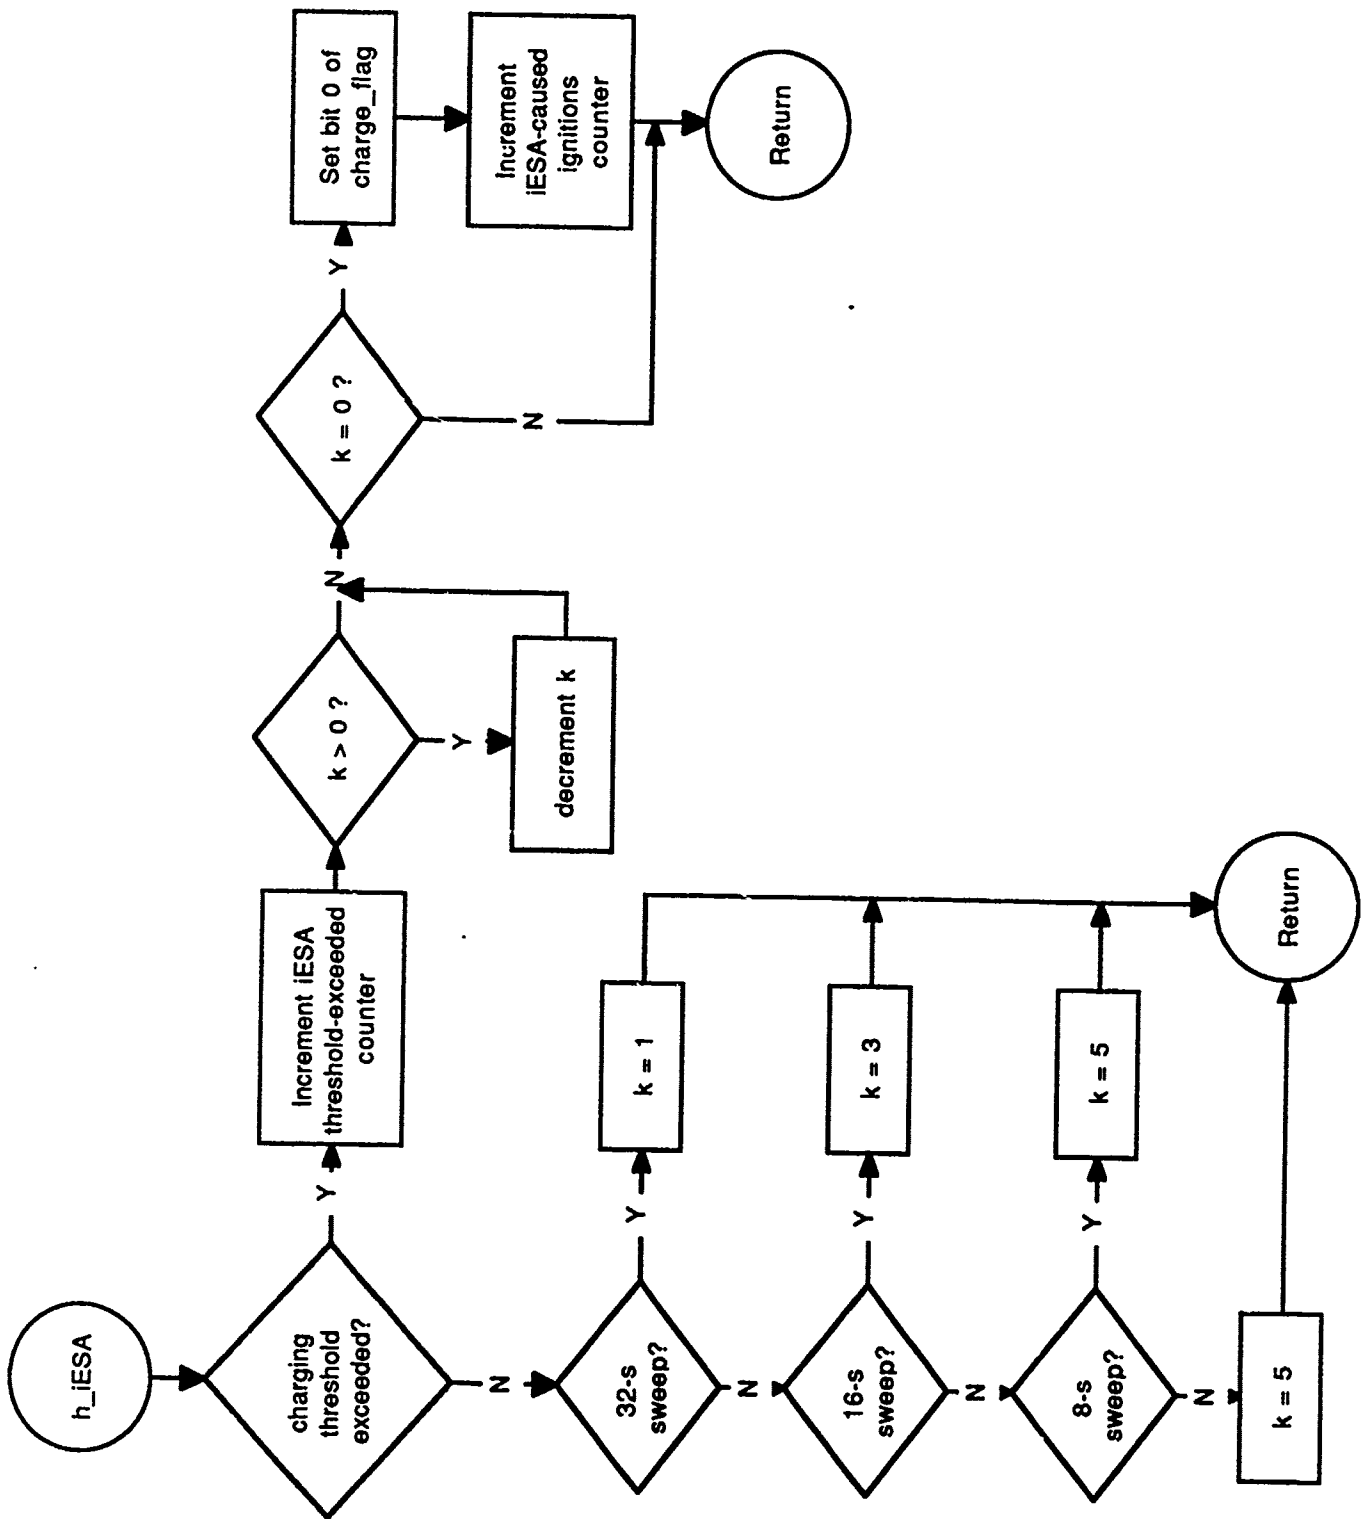 h_iESA
charging
threshold
exceeded?
Y
Increment iESA
threshold-exceeded
counter
k > 0 ?
Y
decrement k
N
k = 0 ?
Y
Set bit 0 of
charge_flag
Increment
iESA-caused
ignitions
counter
N
Return
N
32-s
sweep?
Y
k = 1
N
16-s
sweep?
Y
k = 3
N
8-s
sweep?
Y
k = 5
N
k = 5
Return